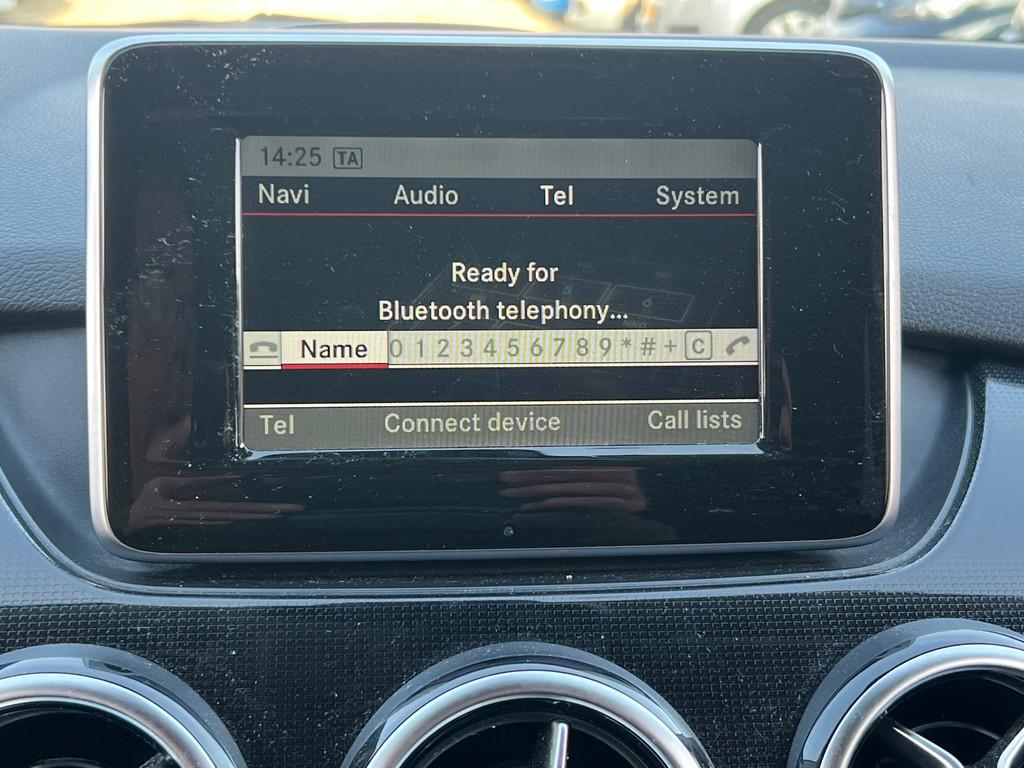 14:25 TA
Navi Audio Tel System
Ready for
Bluetooth telephony...
Name 0 1 2 3 4 5 6 7 8 9 * # + C
Tel Connect device Call lists